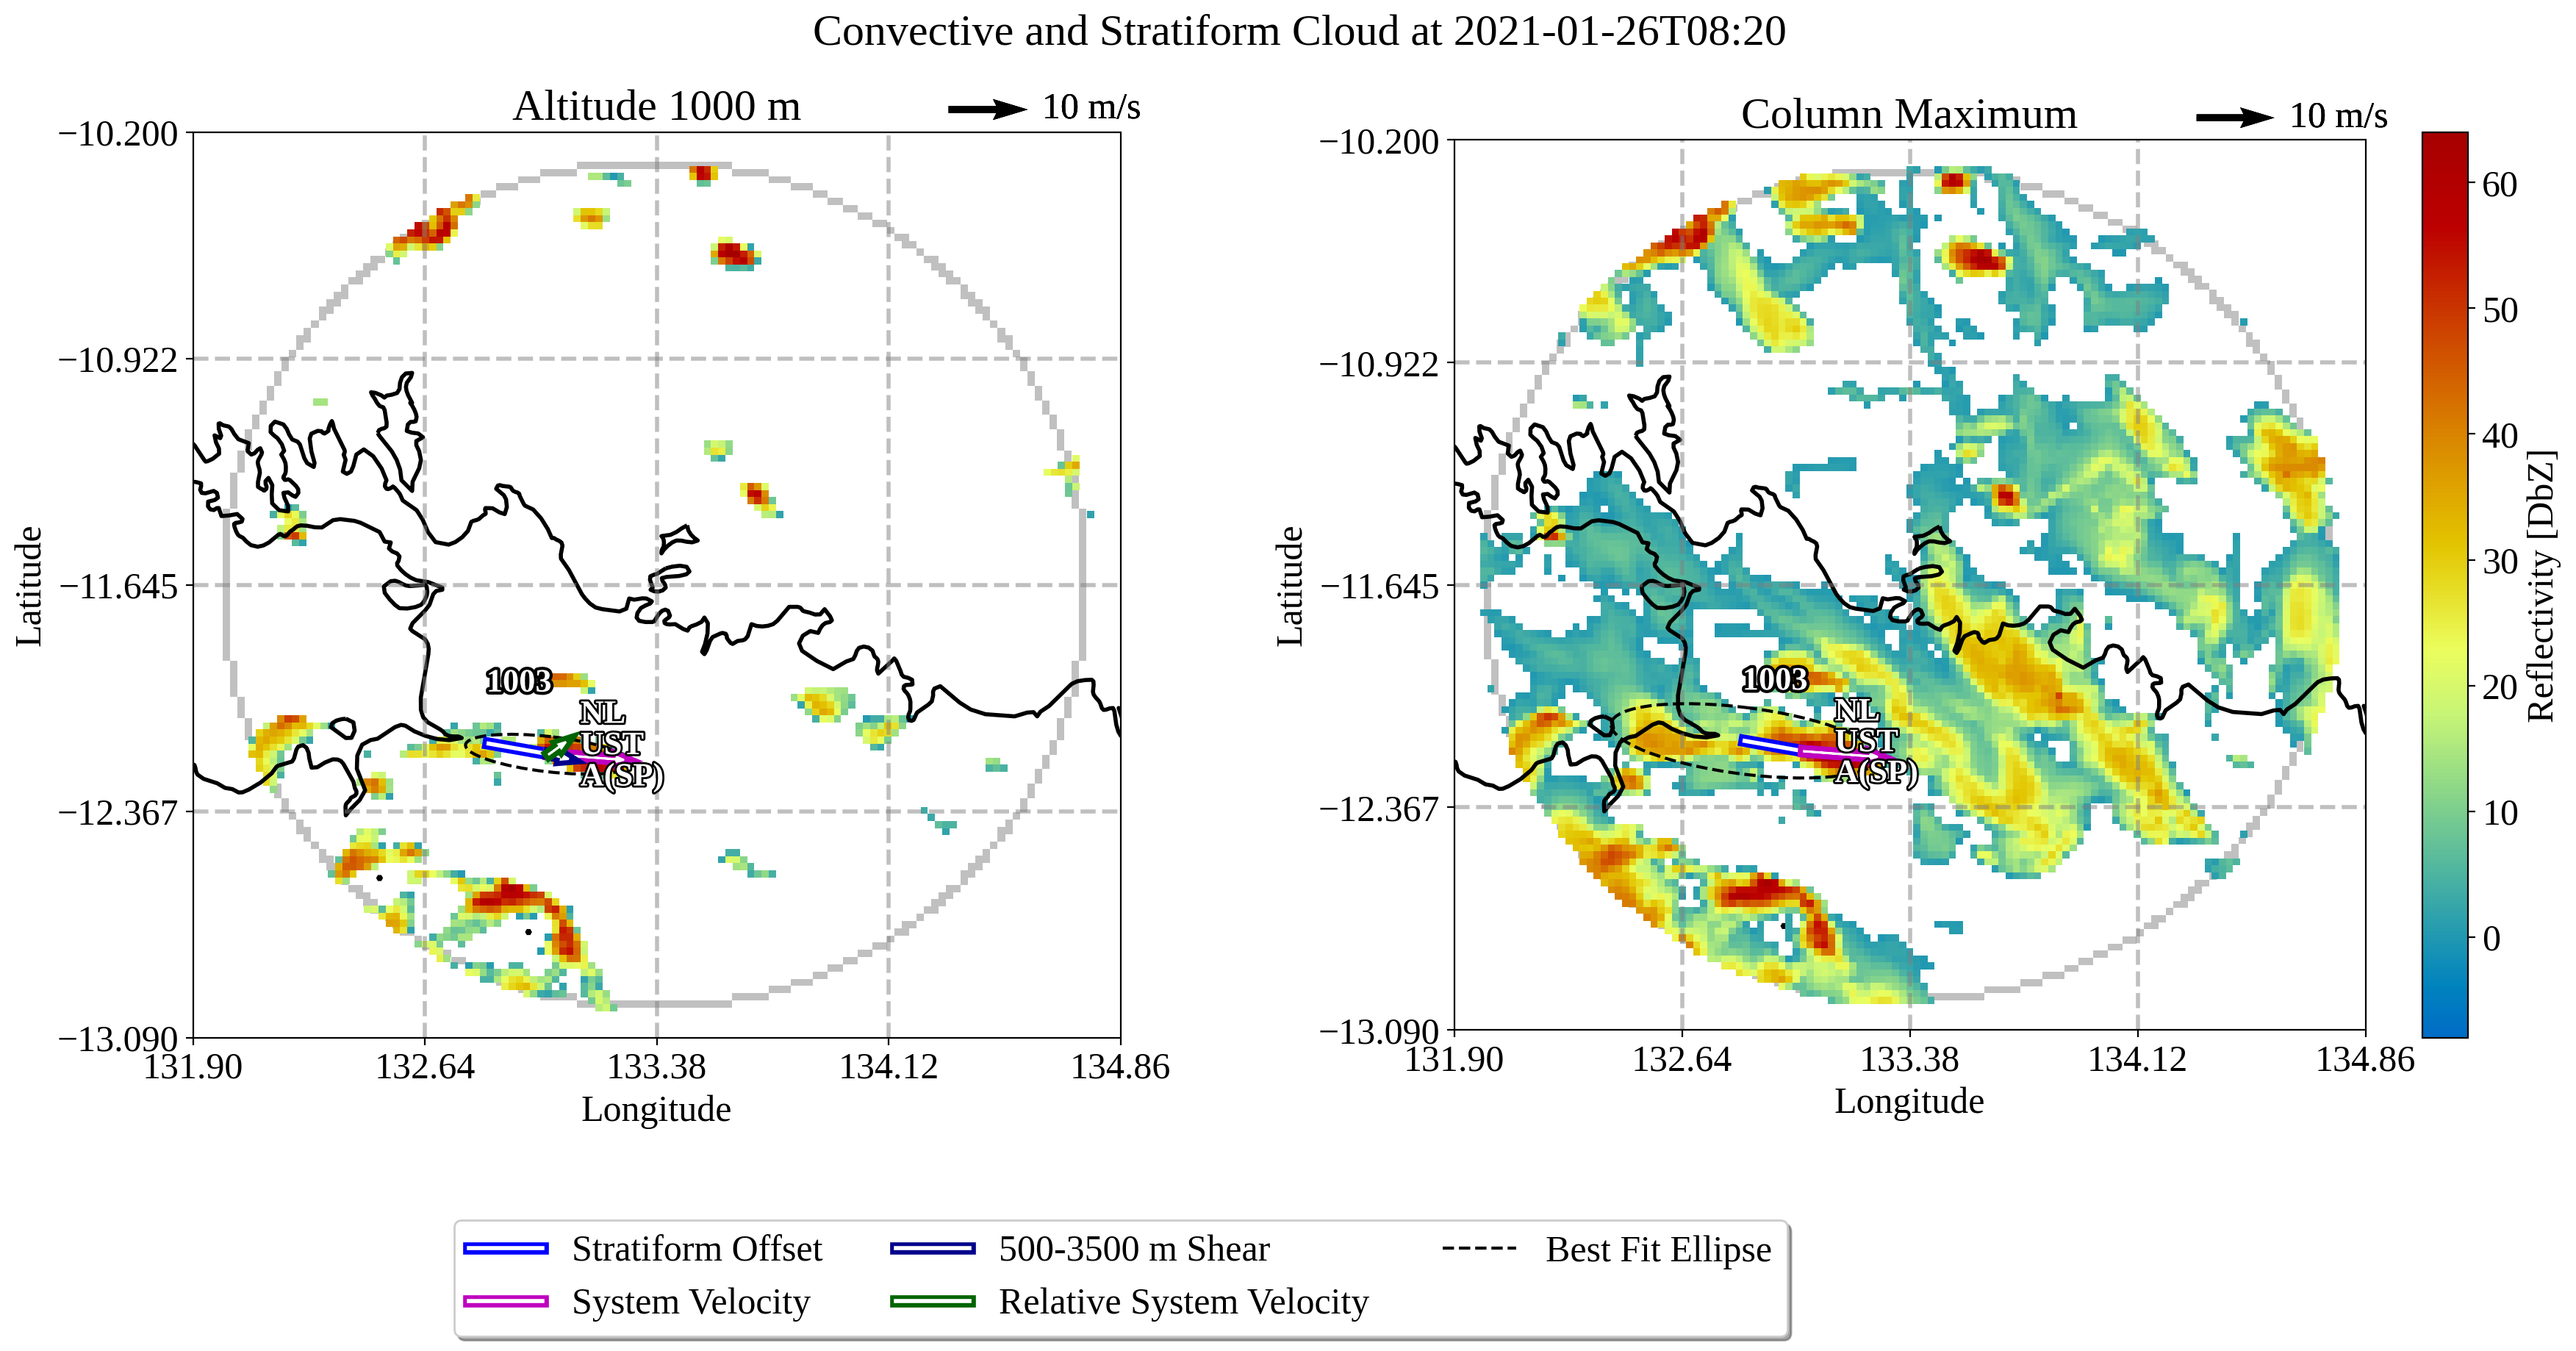 Convective and Stratiform Cloud at 2021-01-26T08:20
Altitude 1000 m
10 m/s
−10.200
−10.922
−11.645
−12.367
−13.090
Latitude
131.90
132.64
133.38
134.12
134.86
Longitude
1003
NL
UST
A(SP)
Column Maximum
10 m/s
−10.200
−10.922
−11.645
−12.367
−13.090
Latitude
131.90
132.64
133.38
134.12
134.86
Longitude
1003
NL
UST
A(SP)
60
50
40
30
20
10
0
Reflectivity [DbZ]
Stratiform Offset
500-3500 m Shear
Best Fit Ellipse
System Velocity
Relative System Velocity